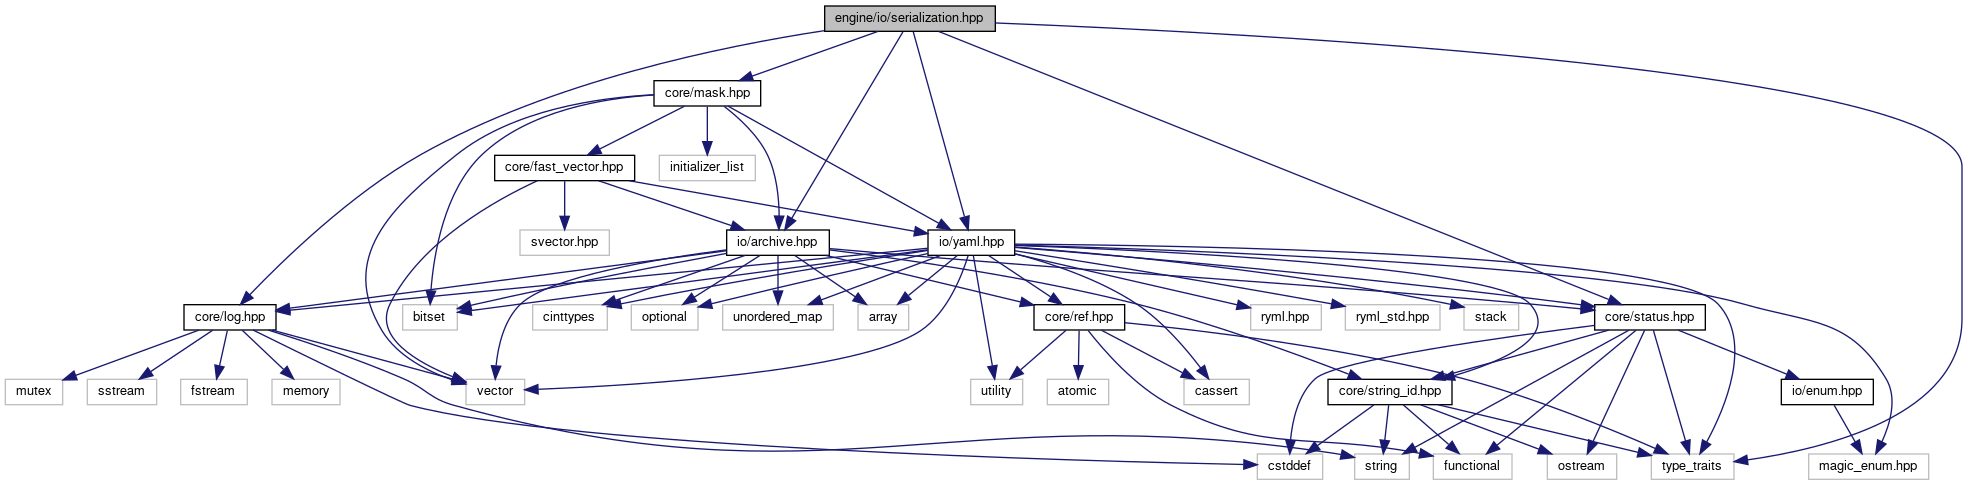 engine/io/serialization.hpp
core/mask.hpp
core/fast_vector.hpp
initializer_list
svector.hpp
io/archive.hpp
io/yaml.hpp
core/log.hpp
bitset
cinttypes
optional
unordered_map
array
core/ref.hpp
ryml.hpp
ryml_std.hpp
stack
core/status.hpp
mutex
sstream
fstream
memory
vector
utility
atomic
cassert
core/string_id.hpp
io/enum.hpp
cstddef
string
functional
ostream
type_traits
magic_enum.hpp